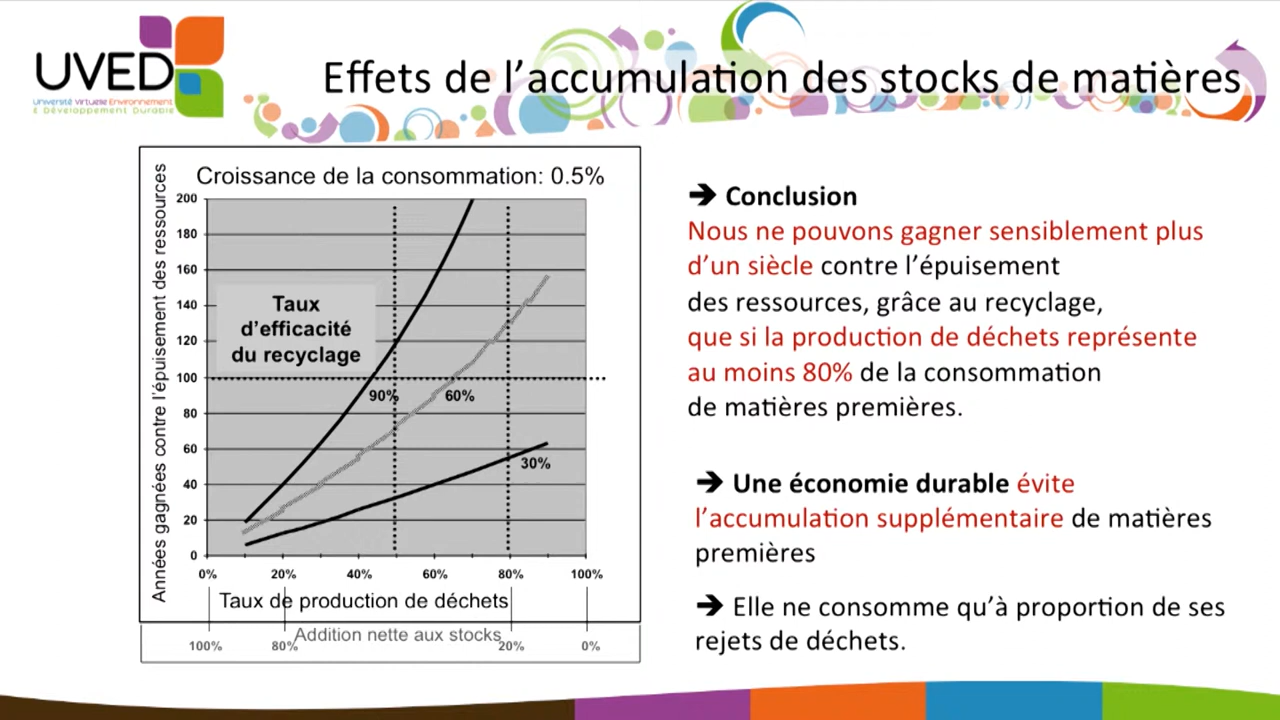 UVED
Université Virtuelle Environnement
& Développement Durable
Effets de l’accumulation des stocks de matières
Croissance de la consommation: 0.5%
Années gagnées contre l'épuisement des ressources
200
180
160
140
120
100
80
60
40
20
0
Taux
d’efficacité
du recyclage
90%
60%
30%
0%
20%
40%
60%
80%
100%
Taux de production de déchets
Addition nette aux stocks
100%
80%
20%
0%
➔ Conclusion
Nous ne pouvons gagner sensiblement plus
d’un siècle contre l’épuisement
des ressources, grâce au recyclage,
que si la production de déchets représente
au moins 80% de la consommation
de matières premières.
➔ Une économie durable évite
l’accumulation supplémentaire de matières
premières
➔ Elle ne consomme qu’à proportion de ses
rejets de déchets.